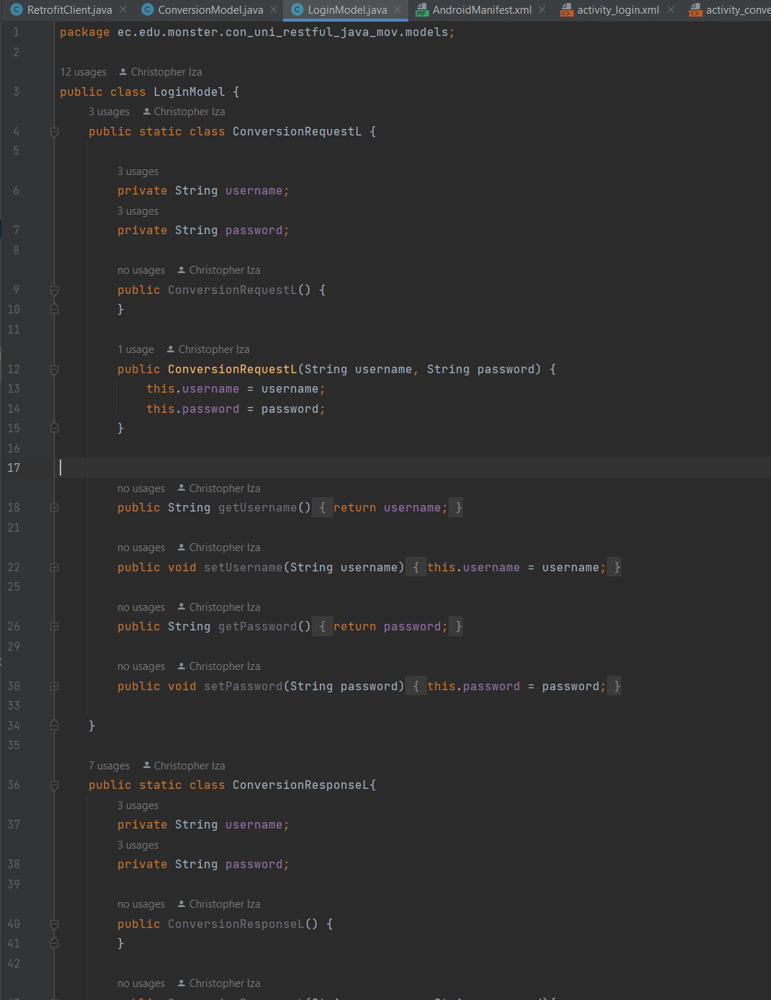 RetrofitClient.java ConversionModel.java LoginModel.java AndroidManifest.xml activity_login.xml activity_conve
1 package ec.edu.monster.con_uni_restful_java_mov.models;
2
12 usages Christopher Iza
3 public class LoginModel {
3 usages Christopher Iza
4 public static class ConversionRequestL {
5
3 usages
6 private String username;
3 usages
7 private String password;
8
no usages Christopher Iza
9 public ConversionRequestL() {
10 }
11
1 usage Christopher Iza
12 public ConversionRequestL(String username, String password) {
13 this.username = username;
14 this.password = password;
15 }
16
17
no usages Christopher Iza
18 public String getUsername() { return username; }
21
no usages Christopher Iza
22 public void setUsername(String username) { this.username = username; }
25
no usages Christopher Iza
26 public String getPassword() { return password; }
29
no usages Christopher Iza
30 public void setPassword(String password) { this.password = password; }
33
34 }
35
7 usages Christopher Iza
36 public static class ConversionResponseL{
3 usages
37 private String username;
3 usages
38 private String password;
39
no usages Christopher Iza
40 public ConversionResponseL() {
41 }
42
no usages Christopher Iza